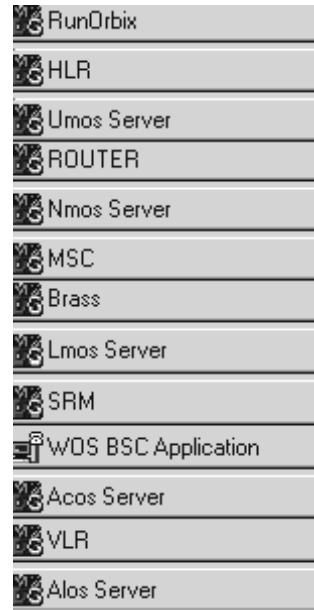 RunOrbix
HLR
Umos Server
ROUTER
Nmos Server
MSC
Brass
Lmos Server
SRM
WOS BSC Application
Acos Server
VLR
Alos Server